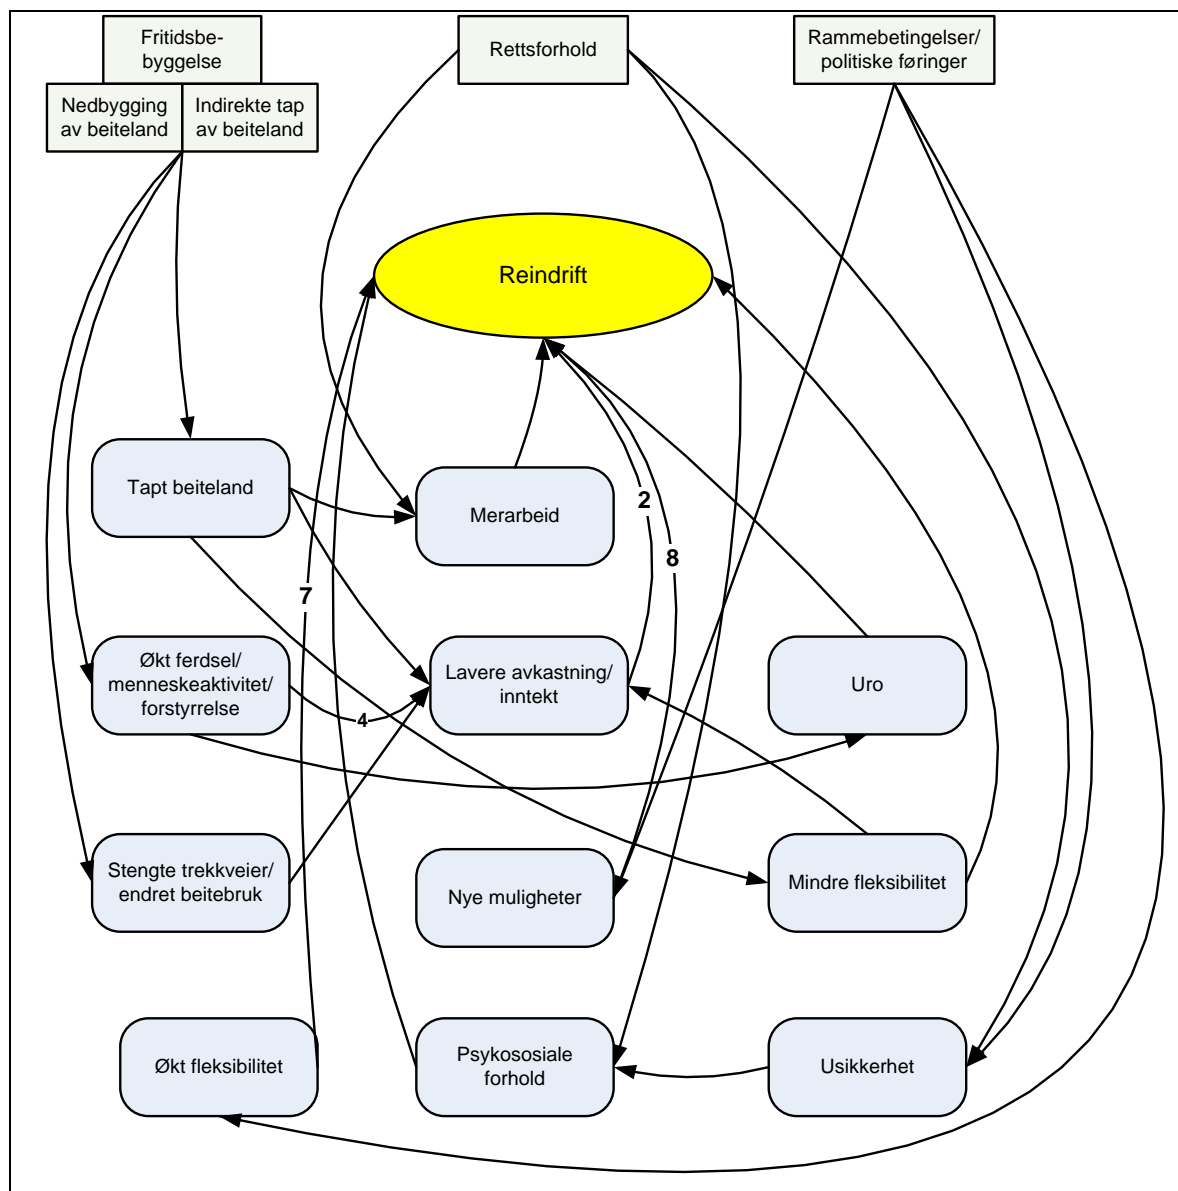 Fritidsbe-
byggelse
Nedbygging
av beiteland
Indirekte tap
av beiteland
Rettsforhold
Rammebetingelser/
politiske føringer
Reindrift
Tapt beiteland
Merarbeid
2
8
7
Økt ferdsel/
menneskeaktivitet/
forstyrrelse
4
Lavere avkastning/
inntekt
Uro
Stengte trekkveier/
endret beitebruk
Nye muligheter
Mindre fleksibilitet
Økt fleksibilitet
Psykososiale
forhold
Usikkerhet